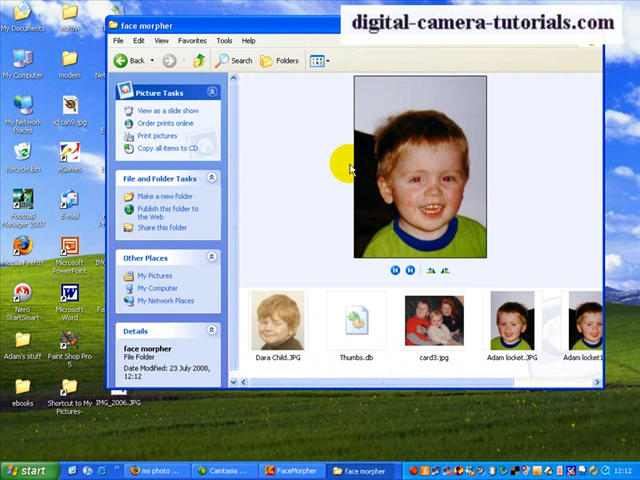 digital-camera-tutorials.com
face morpher
File Edit View Favorites Tools Help
Back Search Folders
Picture Tasks
View as a slide show
Order prints online
Print pictures
Copy all items to CD
File and Folder Tasks
Make a new folder
Publish this folder to
the Web
Share this folder
Other Places
My Pictures
My Computer
My Network Places
Details
face morpher
File Folder
Date Modified: 23 July 2008,
12:12
Dara Child.JPG
Thumbs.db
card3.jpg
Adam locket.JPG
Adam locket1
My Documents
My Computer
modem
My Network
Places
Recycle Bin
eGames
Football
Manager 2007
E-mail
Mozilla Firefox
Microsoft
PowerPoint
Nero
StartSmart
Microsoft
Word
Adam's stuff
Paint Shop Pro
5
ebooks
Shortcut to My
Pictures-
IMG_2006.JPG
start
ms photo ...
Camtasia
FaceMorpher
face morpher
12:12